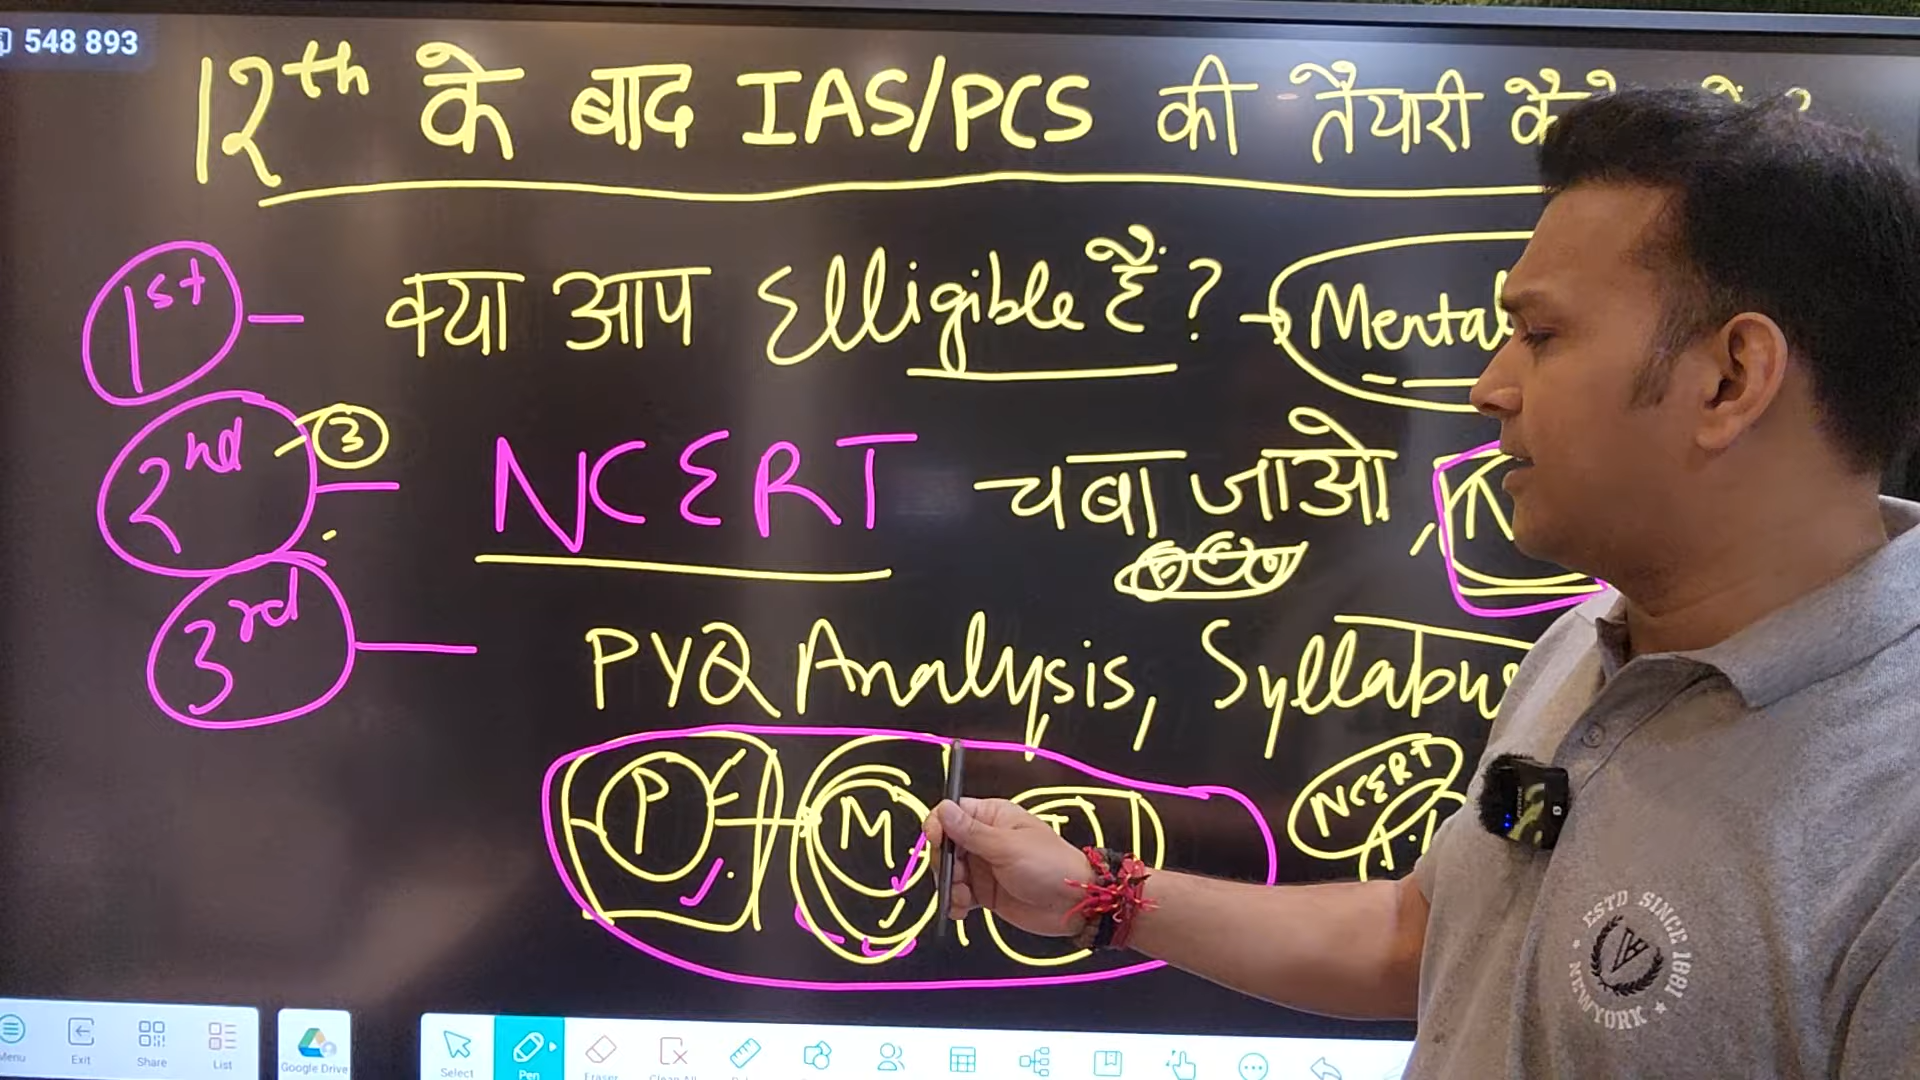 548 893
12th के बाद IAS/PCS की तैयारी
1st क्या आप Elligible हैं? → Mental
2nd 3 NCERT चबा जाओ,
3rd PYQ Analysis, Syllabus
P M
NCERT
ESTD SINCE 1881
NEW YORK
Menu Exit Share List Google Drive Select Pen Eraser